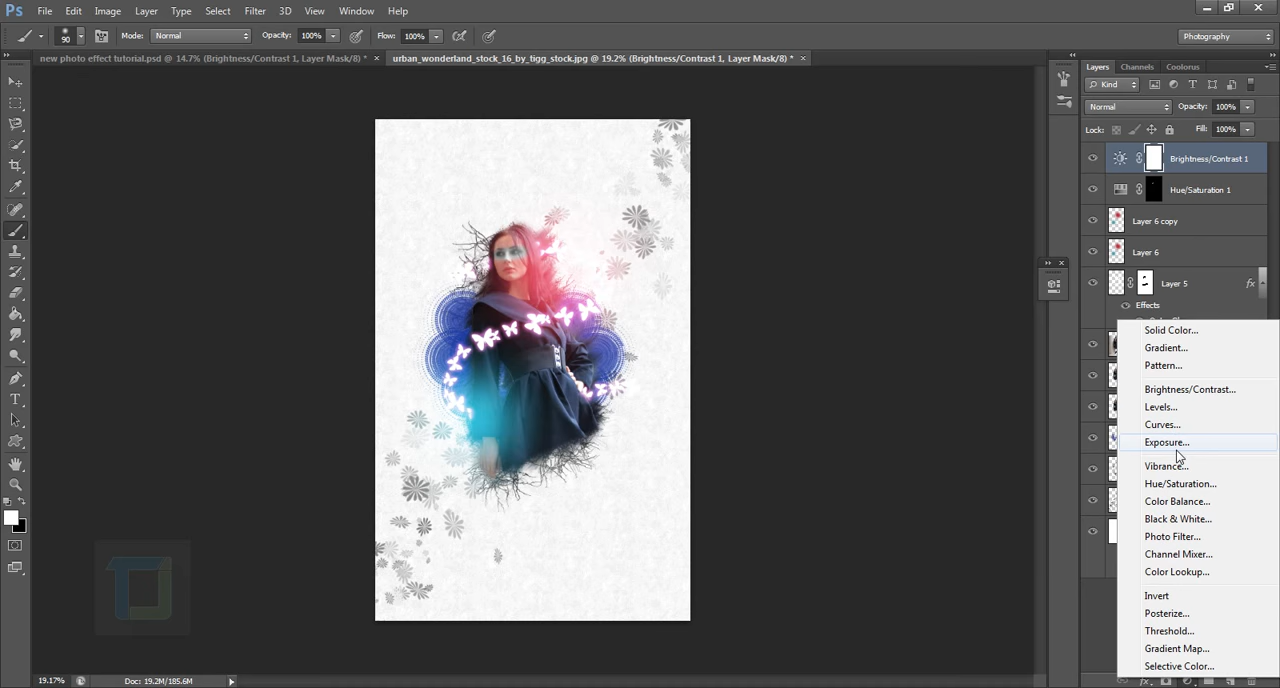 Ps File Edit Image Layer Type Select Filter 3D View Window Help
90 Mode: Normal Opacity: 100% Flow: 100% Photography
new photo effect tutorial.psd @ 14.7% (Brightness/Contrast 1, Layer Mask/8) * × urban_wonderland_stock_16_by_tigg_stock.jpg @ 19.2% (Brightness/Contrast 1, Layer Mask/8) * ×
Layers Channels Coolorus
Kind
Normal Opacity: 100%
Lock: Fill: 100%
Brightness/Contrast 1
Hue/Saturation 1
Layer 6 copy
Layer 6
Layer 5 fx
Effects
Solid Color...
Gradient...
Pattern...
Brightness/Contrast...
Levels...
Curves...
Exposure...
Vibrance...
Hue/Saturation...
Color Balance...
Black & White...
Photo Filter...
Channel Mixer...
Color Lookup...
Invert
Posterize...
Threshold...
Gradient Map...
Selective Color...
19.17% Doc: 19.2M/185.6M